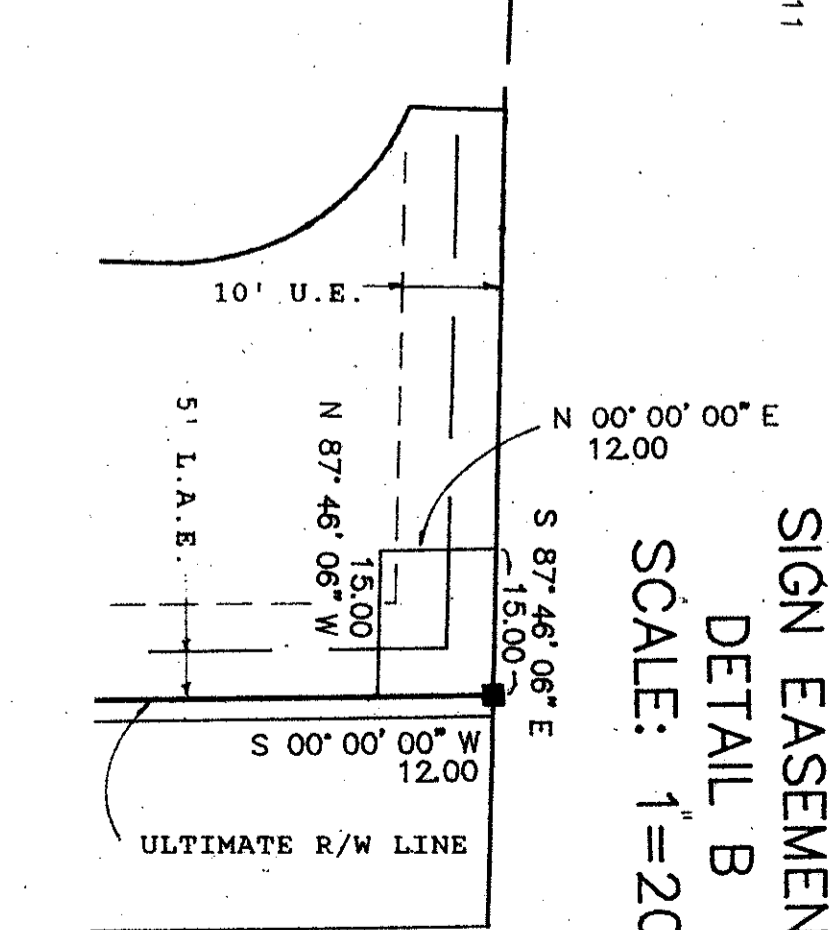 11
10' U.E.
5' L.A.E.
N 87° 46' 06" W
15.00
N 00° 00' 00" E
12.00
S 87° 46' 06" E
15.00
SIGN EASEMEN
DETAIL B
SCALE: 1"=20
S 00° 00' 00" W
12.00
ULTIMATE R/W LINE